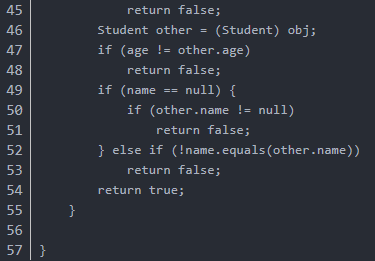 45 return false;
46 Student other = (Student) obj;
47 if (age != other.age)
48 return false;
49 if (name == null) {
50 if (other.name != null)
51 return false;
52 } else if (!name.equals(other.name))
53 return false;
54 return true;
55 }
56
57 }